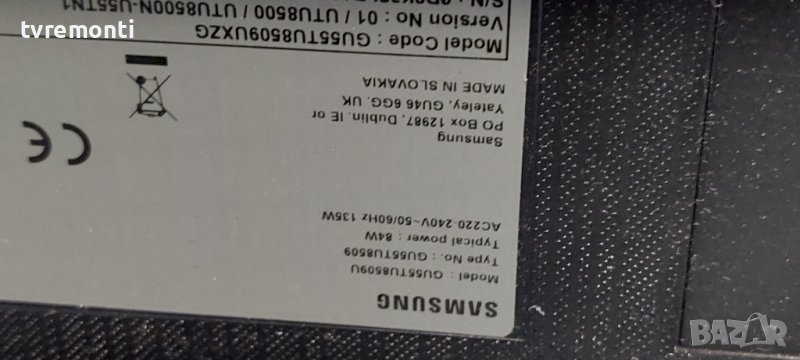 SAMSUNG
Model : GU55TU8509U
Type No. : GU55TU8509
Typical power : 84W
AC220-240V~50/60Hz 135W
Samsung
PO Box 12987, Dublin. IE or
Yateley, GU46 6GG. UK
MADE IN SLOVAKIA
CE
Model Code : GU55TU8509UXZG
Version No : 01 / UTU8500 / UTU8500N-U55TN1
S/N :
tvremonti
BAZAR